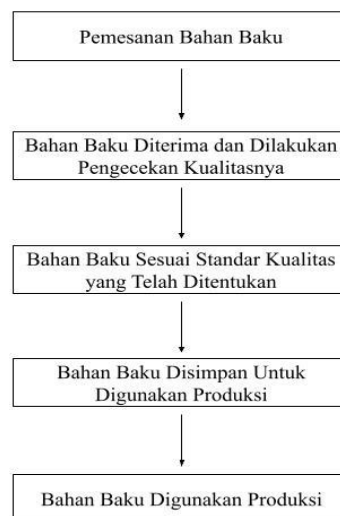 Pemesanan Bahan Baku
Bahan Baku Diterima dan Dilakukan
Pengecekan Kualitasnya
Bahan Baku Sesuai Standar Kualitas
yang Telah Ditentukan
Bahan Baku Disimpan Untuk
Digunakan Produksi
Bahan Baku Digunakan Produksi